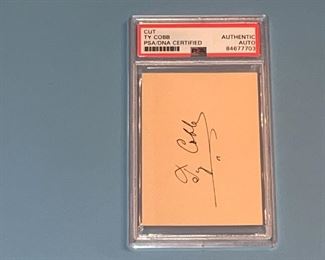 CUT
TY COBB
PSA/DNA CERTIFIED
AUTHENTIC
AUTO
84677703
Ty Cobb